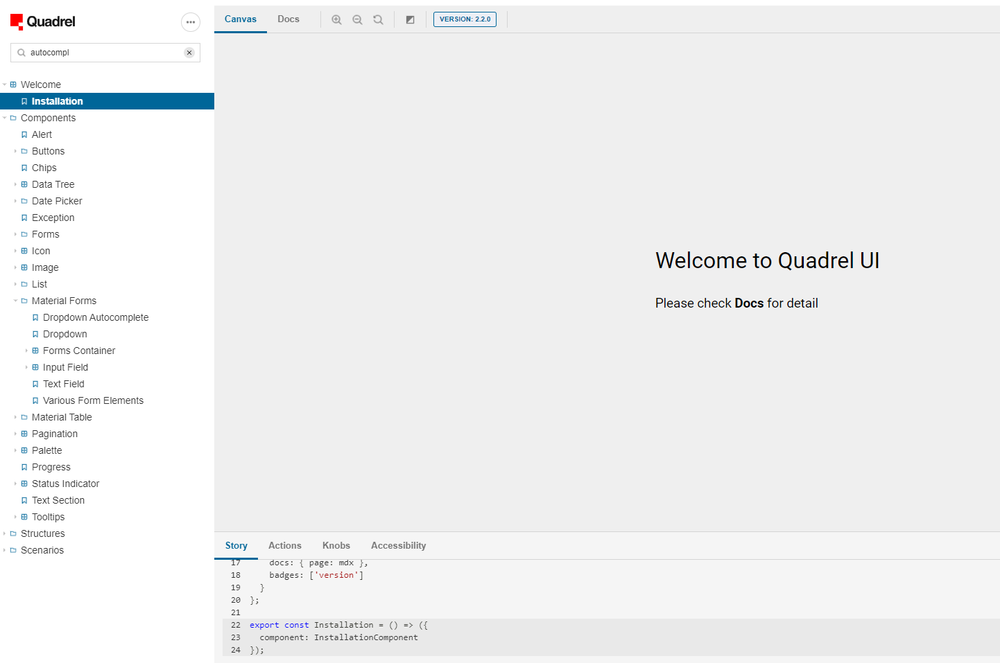 Quadrel
autocompl
Welcome
Installation
Components
Alert
Buttons
Chips
Data Tree
Date Picker
Exception
Forms
Icon
Image
List
Material Forms
Dropdown Autocomplete
Dropdown
Forms Container
Input Field
Text Field
Various Form Elements
Material Table
Pagination
Palette
Progress
Status Indicator
Text Section
Tooltips
Structures
Scenarios
Canvas Docs VERSION: 2.2.0
Welcome to Quadrel UI
Please check Docs for detail
Story Actions Knobs Accessibility
17 docs: { page: mdx },
18 badges: ['version']
19 }
20 };
21
22 export const Installation = () => ({
23 component: InstallationComponent
24 });